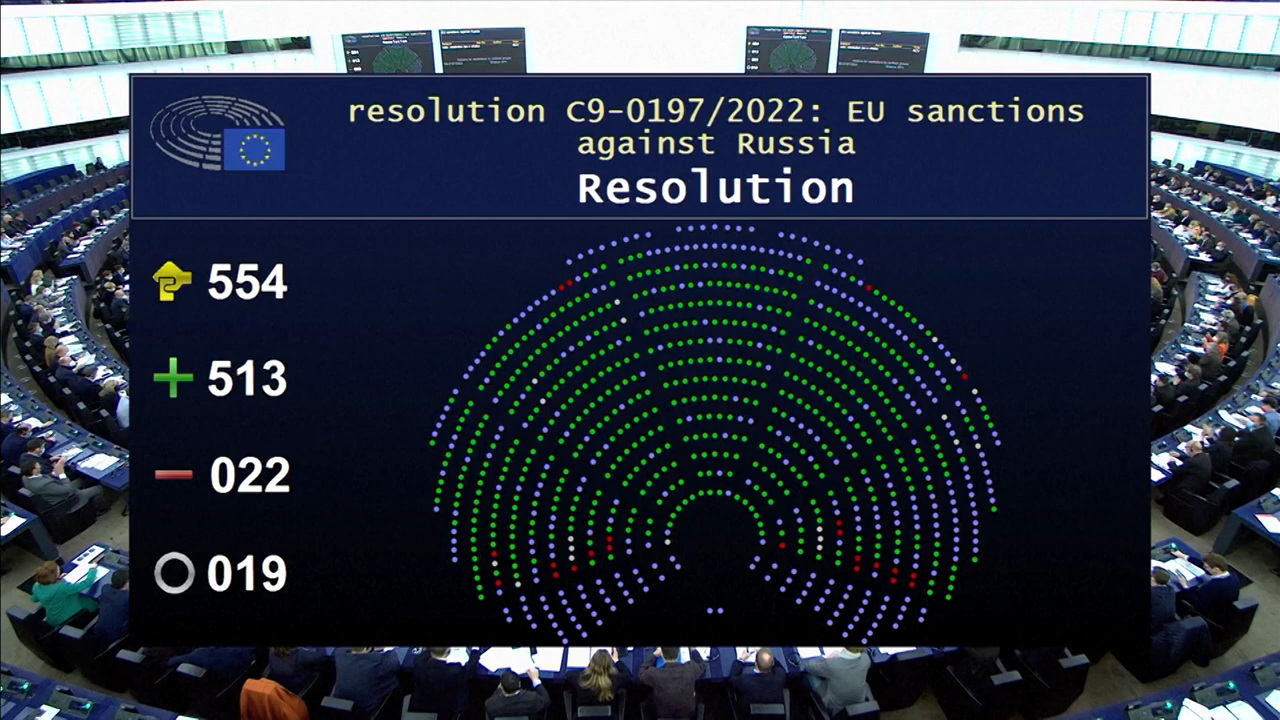 resolution C9-0197/2022: EU sanctions
against Russia
Resolution
554
513
022
019